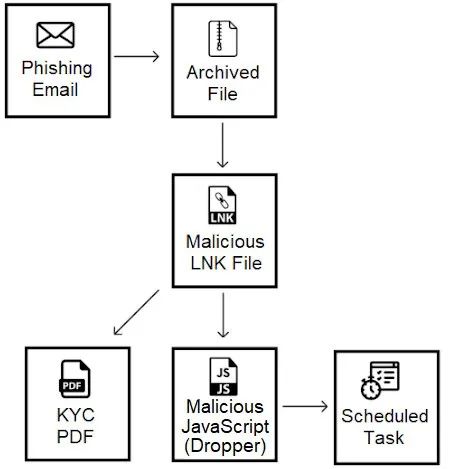 Phishing
Email
Archived
File
LNK
Malicious
LNK File
PDF
KYC
PDF
JS
JS
Malicious
JavaScript
(Dropper)
Scheduled
Task